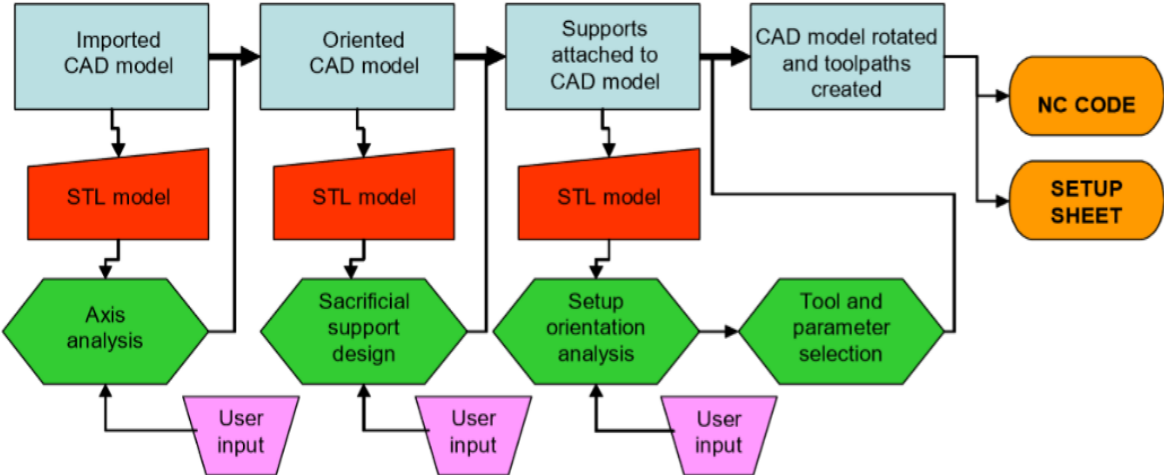 Imported
CAD model
Oriented
CAD model
Supports
attached to
CAD model
CAD model rotated
and toolpaths
created
NC CODE
SETUP
SHEET
STL model
STL model
STL model
Axis
analysis
Sacrificial
support
design
Setup
orientation
analysis
Tool and
parameter
selection
User
input
User
input
User
input